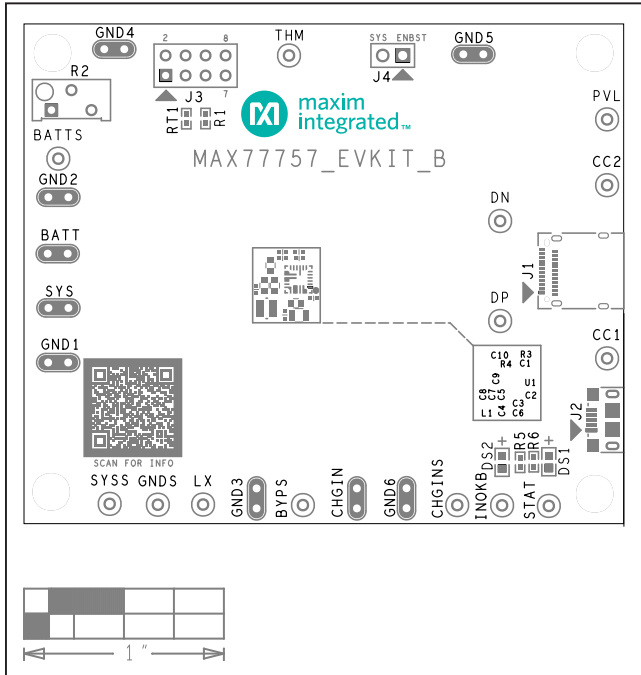 GND4
2 8
THM
SYS ENBST
GND5
J4
R2
J3
7
RT1
R1
maxim
integrated™
PVL
BATTS
MAX77757_EVKIT_B
CC2
GND2
DN
BATT
J1
SYS
DP
GND1
CC1
C10 R3
R4 C1
C9
C8 C7 C5 U1
C2
C4 C3
L1 C6
J2
SCAN FOR INFO
DS2 + R5 R6 + DS1
SYSS GNDS LX
GND3
BYPS
CHGIN
GND6
CHGINS
INOKB
STAT
1 "